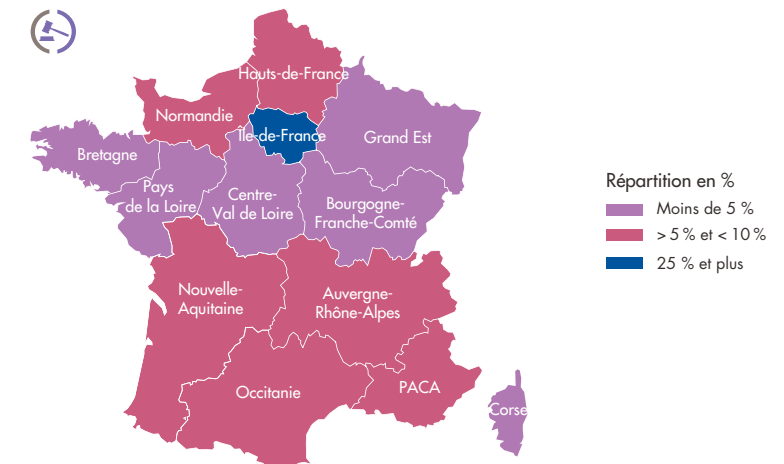 Hauts-de-France
Normandie
Île-de-France
Grand Est
Bretagne
Pays
de la Loire
Centre-
Val de Loire
Bourgogne-
Franche-Comté
Nouvelle-
Aquitaine
Auvergne-
Rhône-Alpes
Occitanie
PACA
Corse
Répartition en %
Moins de 5 %
> 5 % et < 10 %
25 % et plus